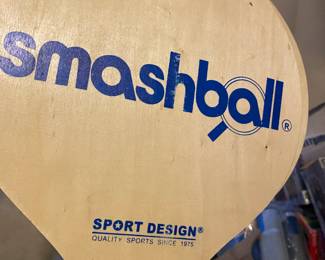 smashball®
SPORT DESIGN®
QUALITY SPORTS SINCE 1975